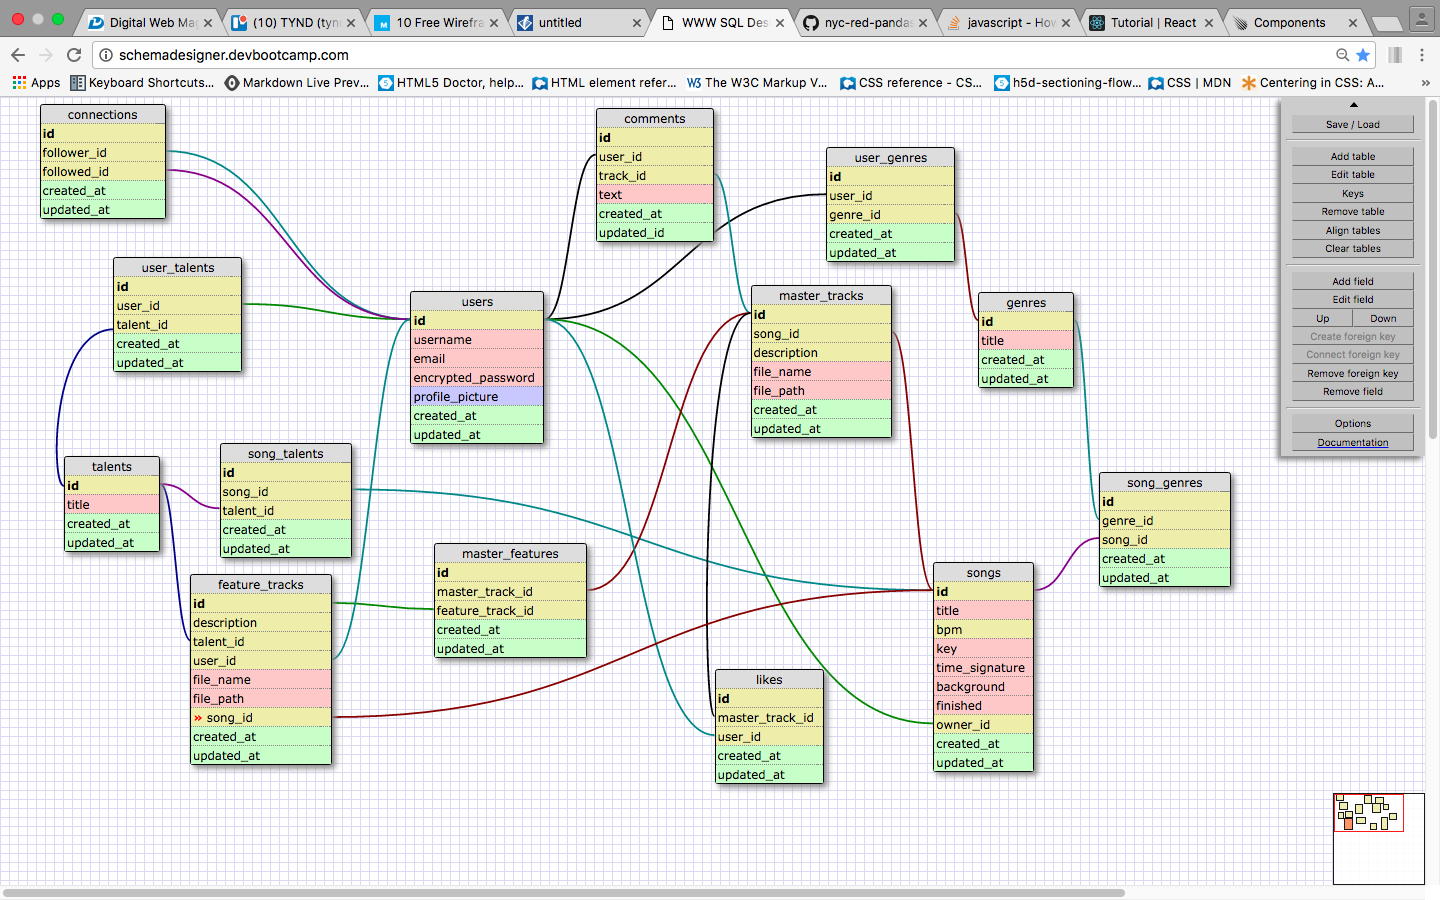 Digital Web Ma
(10) TYND (tyn
10 Free Wirefra
untitled
WWW SQL Des
nyc-red-panda
javascript - How
Tutorial | React
Components
schemadesigner.devbootcamp.com
Apps
Keyboard Shortcuts...
Markdown Live Prev...
HTML5 Doctor, help...
HTML element refer...
The W3C Markup V...
CSS reference - CS...
h5d-sectioning-flow...
CSS | MDN
Centering in CSS: A...
»
connections
id
follower_id
followed_id
created_at
updated_at
comments
id
user_id
track_id
text
created_at
updated_id
user_genres
id
user_id
genre_id
created_at
updated_at
user_talents
id
user_id
talent_id
created_at
updated_at
users
id
username
email
encrypted_password
profile_picture
created_at
updated_at
master_tracks
id
song_id
description
file_name
file_path
created_at
updated_at
genres
id
title
created_at
updated_at
talents
id
title
created_at
updated_at
song_talents
id
song_id
talent_id
created_at
updated_at
song_genres
id
genre_id
song_id
created_at
updated_at
master_features
id
master_track_id
feature_track_id
created_at
updated_at
feature_tracks
id
description
talent_id
user_id
file_name
file_path
» song_id
created_at
updated_at
songs
id
title
bpm
key
time_signature
background
finished
owner_id
created_at
updated_at
likes
id
master_track_id
user_id
created_at
updated_at
Save / Load
Add table
Edit table
Keys
Remove table
Align tables
Clear tables
Add field
Edit field
Up
Down
Create foreign key
Connect foreign key
Remove foreign key
Remove field
Options
Documentation